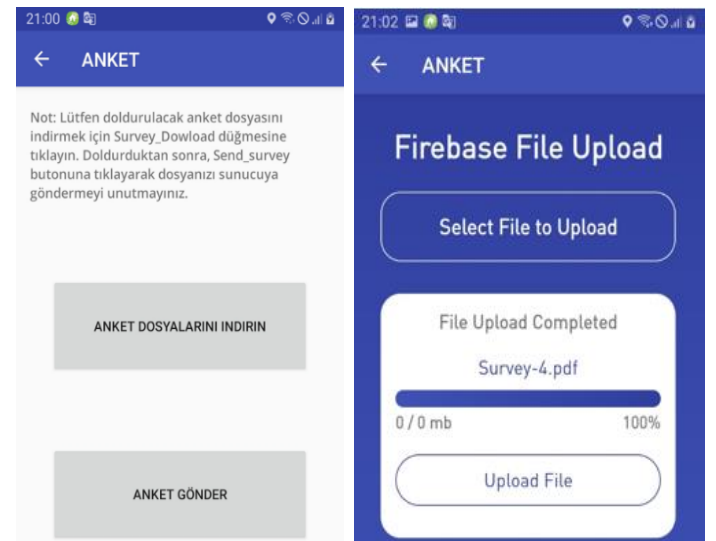 21:00
ANKET
Not: Lütfen doldurulacak anket dosyasını
indirmek için Survey_Dowload düğmesine
tıklayın. Doldurduktan sonra, Send_survey
butonuna tıklayarak dosyanızı sunucuya
göndermeyi unutmayınız.
ANKET DOSYALARINI INDIRIN
ANKET GÖNDER
21:02
ANKET
Firebase File Upload
Select File to Upload
File Upload Completed
Survey-4.pdf
0 / 0 mb 100%
Upload File